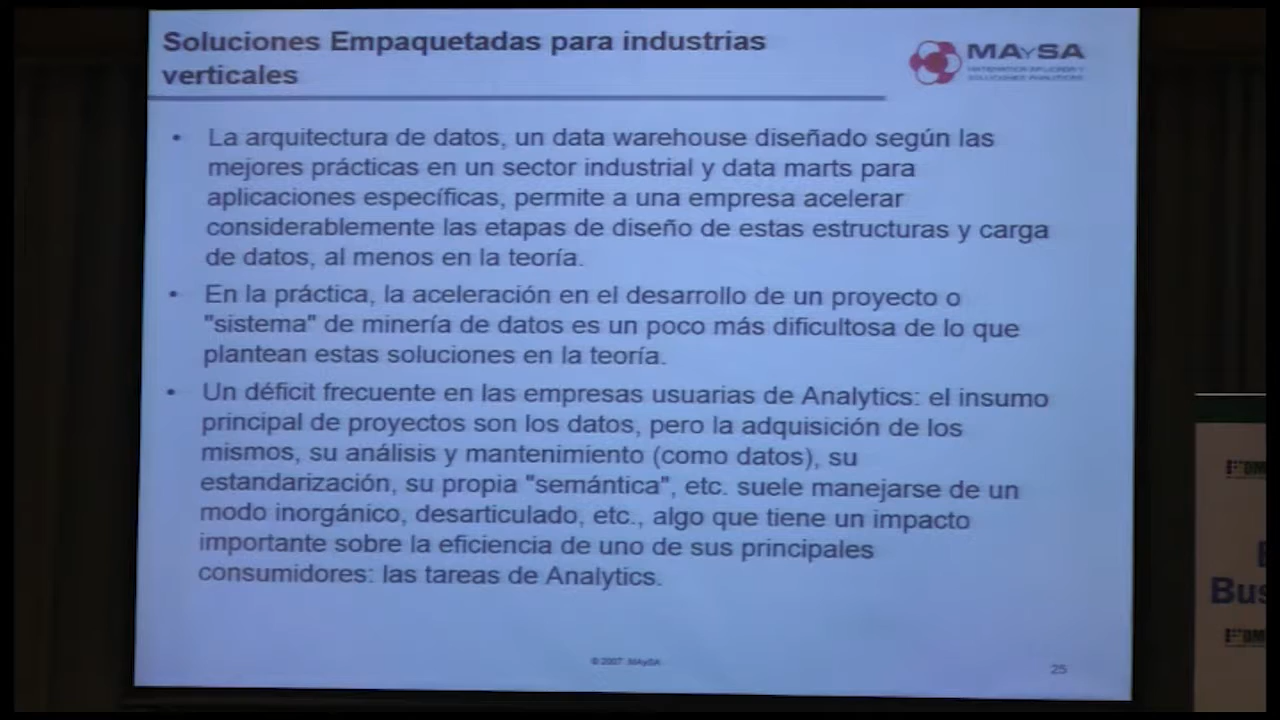 Soluciones Empaquetadas para industrias
verticales
MAYSA
• La arquitectura de datos, un data warehouse diseñado según las
mejores prácticas en un sector industrial y data marts para
aplicaciones específicas, permite a una empresa acelerar
considerablemente las etapas de diseño de estas estructuras y carga
de datos, al menos en la teoría.
• En la práctica, la aceleración en el desarrollo de un proyecto o
"sistema" de minería de datos es un poco más dificultosa de lo que
plantean estas soluciones en la teoría.
• Un déficit frecuente en las empresas usuarias de Analytics: el insumo
principal de proyectos son los datos, pero la adquisición de los
mismos, su análisis y mantenimiento (como datos), su
estandarización, su propia "semántica", etc. suele manejarse de un
modo inorgánico, desarticulado, etc., algo que tiene un impacto
importante sobre la eficiencia de uno de sus principales
consumidores: las tareas de Analytics.
© 2007 MAySA
25
Bus